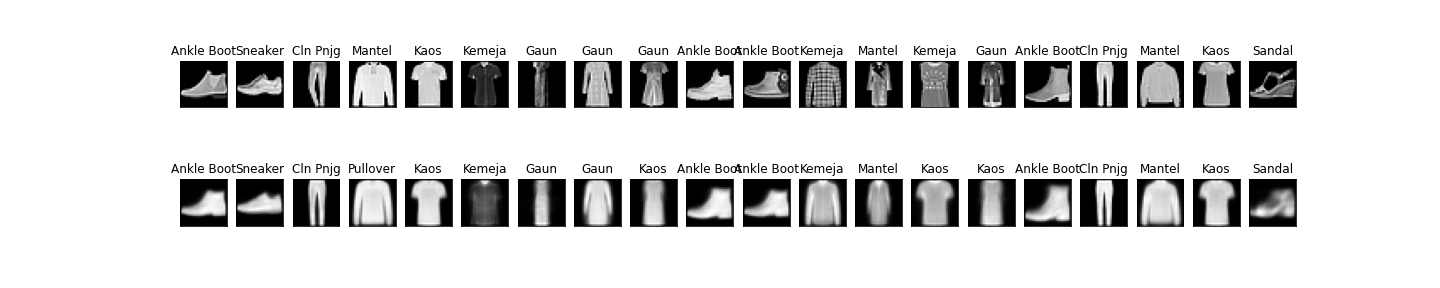 Ankle Boot Sneaker Cln Pnjg Mantel Kaos Kemeja Gaun Gaun Gaun Ankle Boot Ankle Boot Kemeja Mantel Kemeja Gaun Ankle Boot Cln Pnjg Mantel Kaos Sandal
Ankle Boot Sneaker Cln Pnjg Pullover Kaos Kemeja Gaun Gaun Kaos Ankle Boot Ankle Boot Kemeja Mantel Kaos Kaos Ankle Boot Cln Pnjg Mantel Kaos Sandal